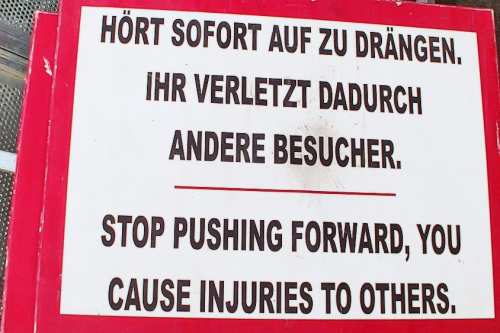 HÖRT SOFORT AUF ZU DRÄNGEN.
IHR VERLETZT DADURCH
ANDERE BESUCHER.
STOP PUSHING FORWARD, YOU
CAUSE INJURIES TO OTHERS.